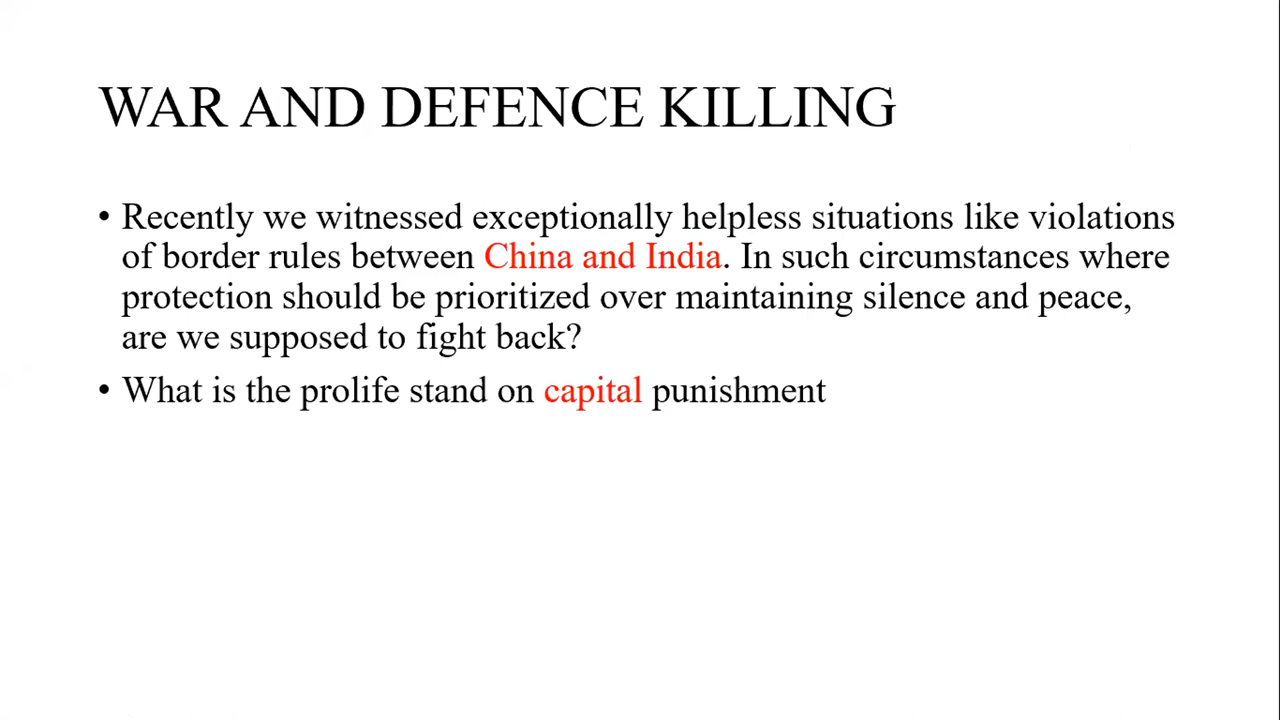 WAR AND DEFENCE KILLING
• Recently we witnessed exceptionally helpless situations like violations
of border rules between China and India. In such circumstances where
protection should be prioritized over maintaining silence and peace,
are we supposed to fight back?
• What is the prolife stand on capital punishment